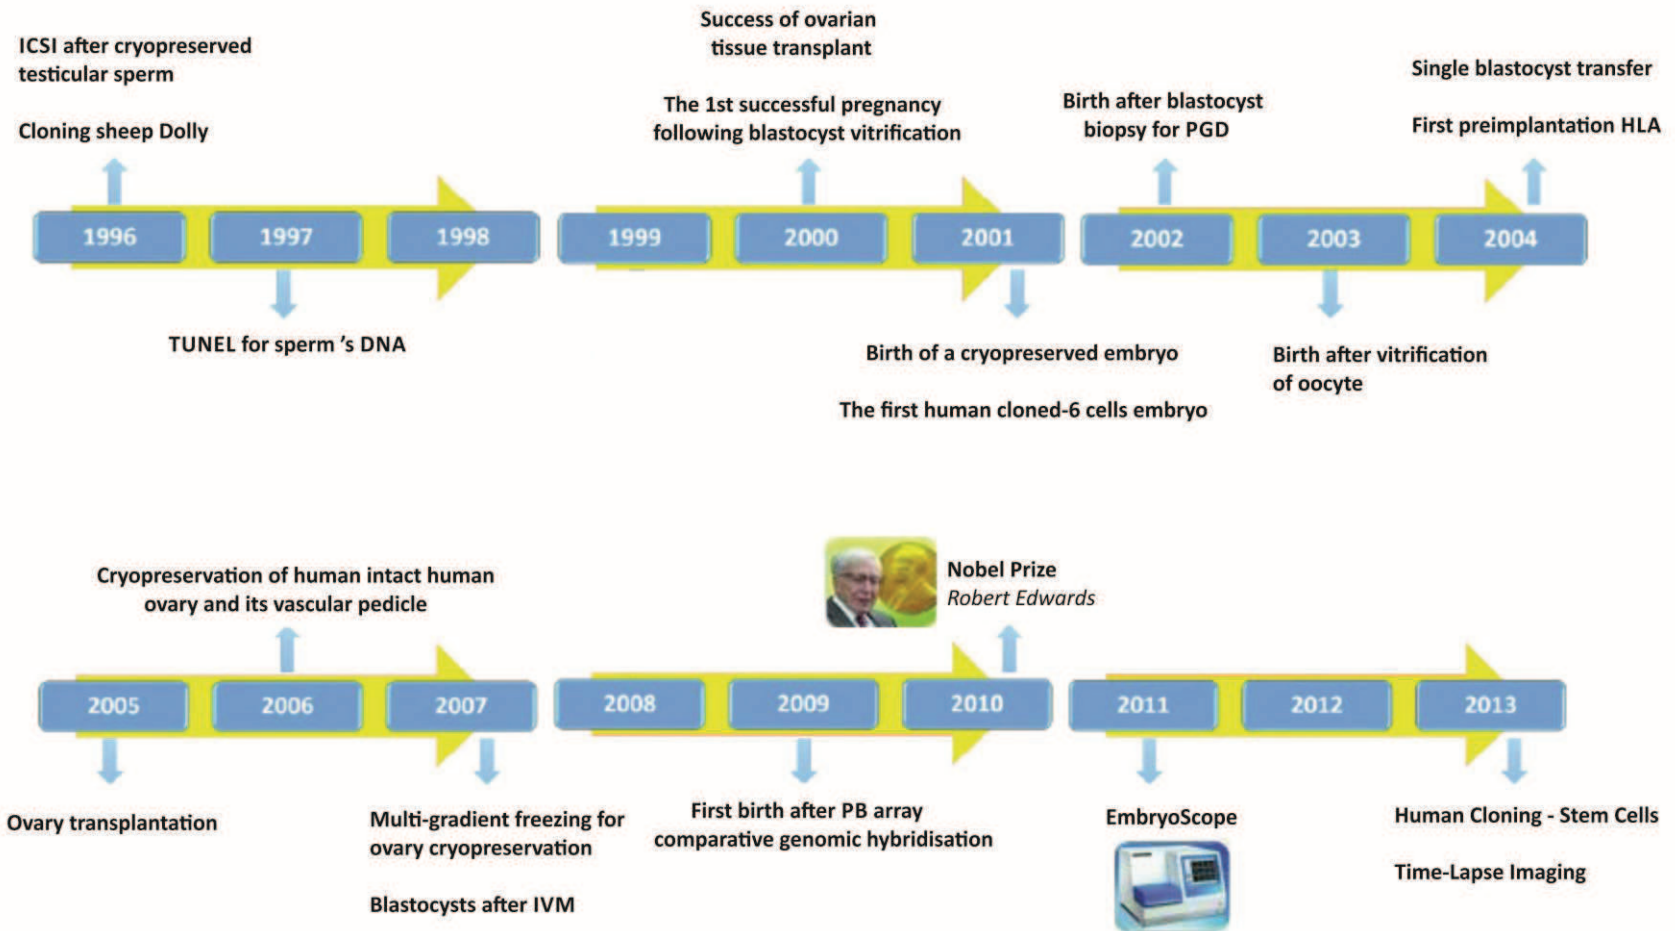 ICSI after cryopreserved
testicular sperm
Cloning sheep Dolly
Success of ovarian
tissue transplant
The 1st successful pregnancy
following blastocyst vitrification
Birth after blastocyst
biopsy for PGD
Single blastocyst transfer
First preimplantation HLA
1996
1997
1998
1999
2000
2001
2002
2003
2004
TUNEL for sperm 's DNA
Birth of a cryopreserved embryo
The first human cloned-6 cells embryo
Birth after vitrification
of oocyte
Cryopreservation of human intact human
ovary and its vascular pedicle
Nobel Prize
Robert Edwards
2005
2006
2007
2008
2009
2010
2011
2012
2013
Ovary transplantation
Multi-gradient freezing for
ovary cryopreservation
Blastocysts after IVM
First birth after PB array
comparative genomic hybridisation
EmbryoScope
Human Cloning - Stem Cells
Time-Lapse Imaging